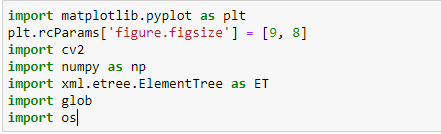 import matplotlib.pyplot as plt
plt.rcParams['figure.figsize'] = [9, 8]
import cv2
import numpy as np
import xml.etree.ElementTree as ET
import glob
import os